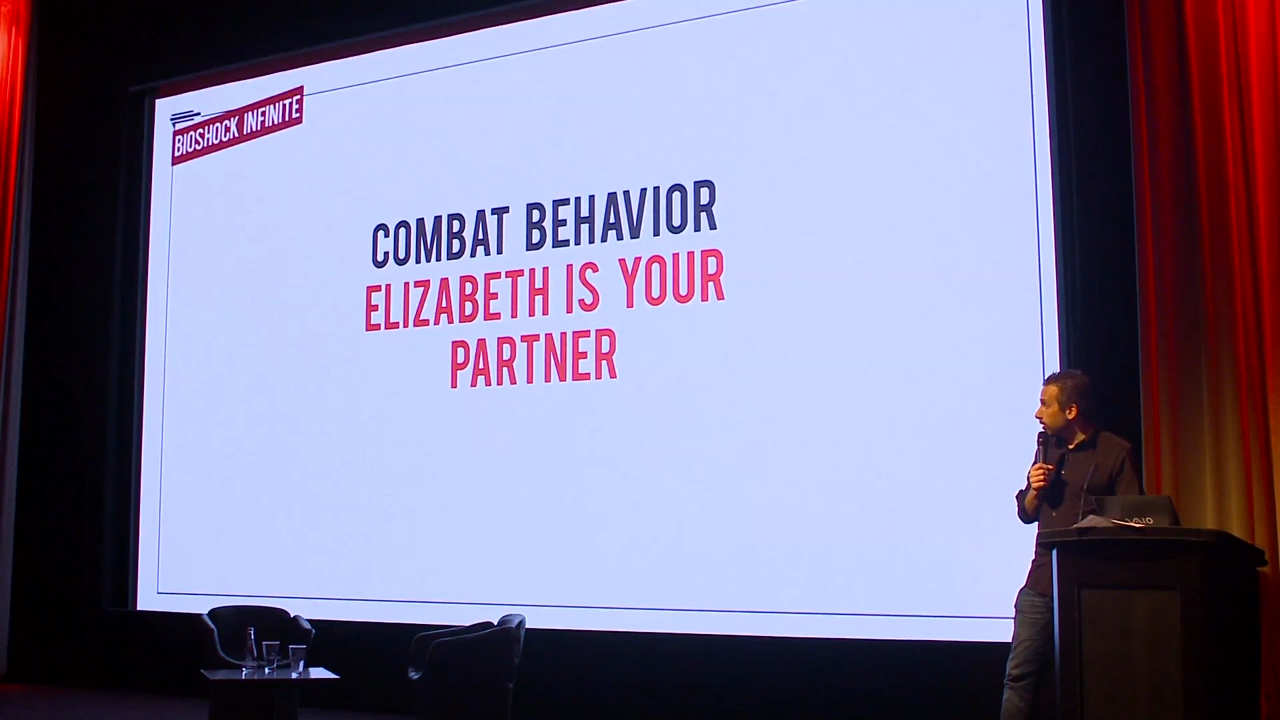 BIOSHOCK INFINITE
COMBAT BEHAVIOR
ELIZABETH IS YOUR
PARTNER
VAIO